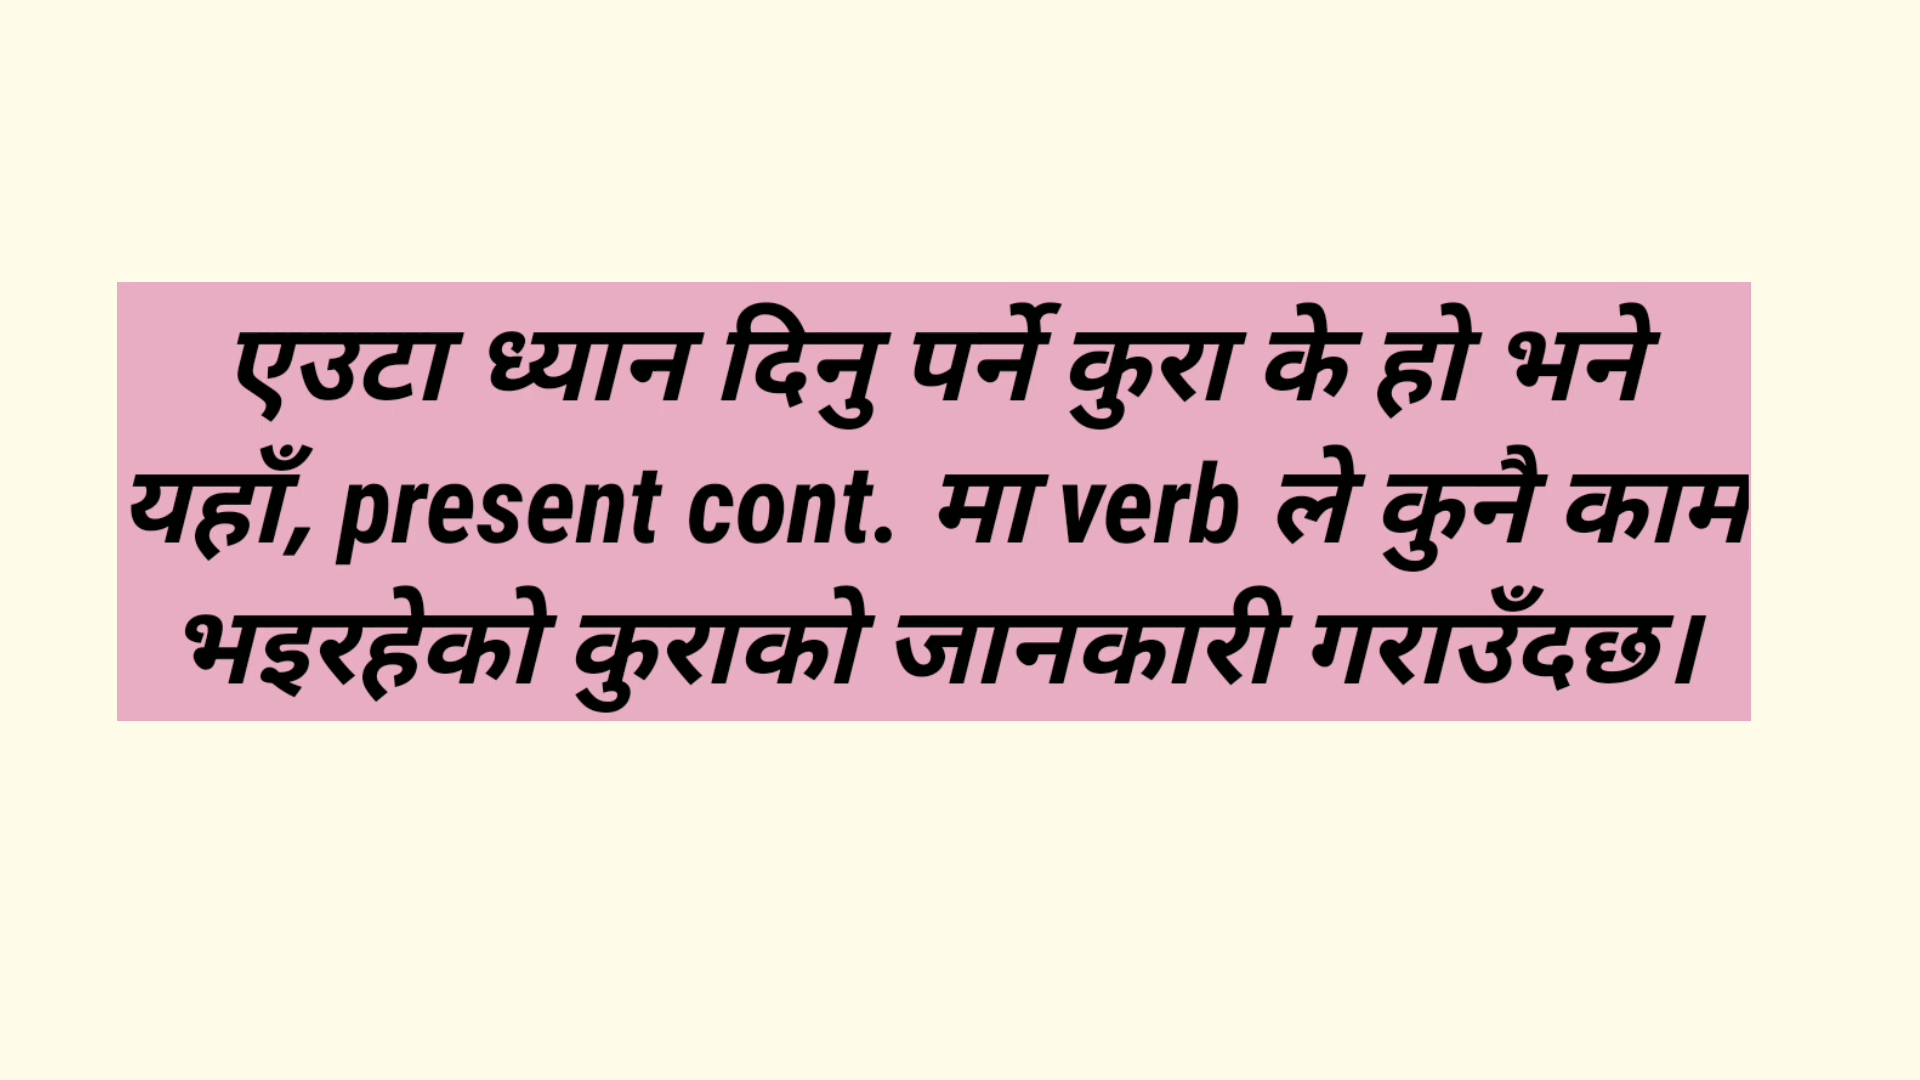 एउटा ध्यान दिनु पर्ने कुरा के हो भने
यहाँ, present cont. मा verb ले कुनै काम
भइरहेको कुराको जानकारी गराउँदछ।